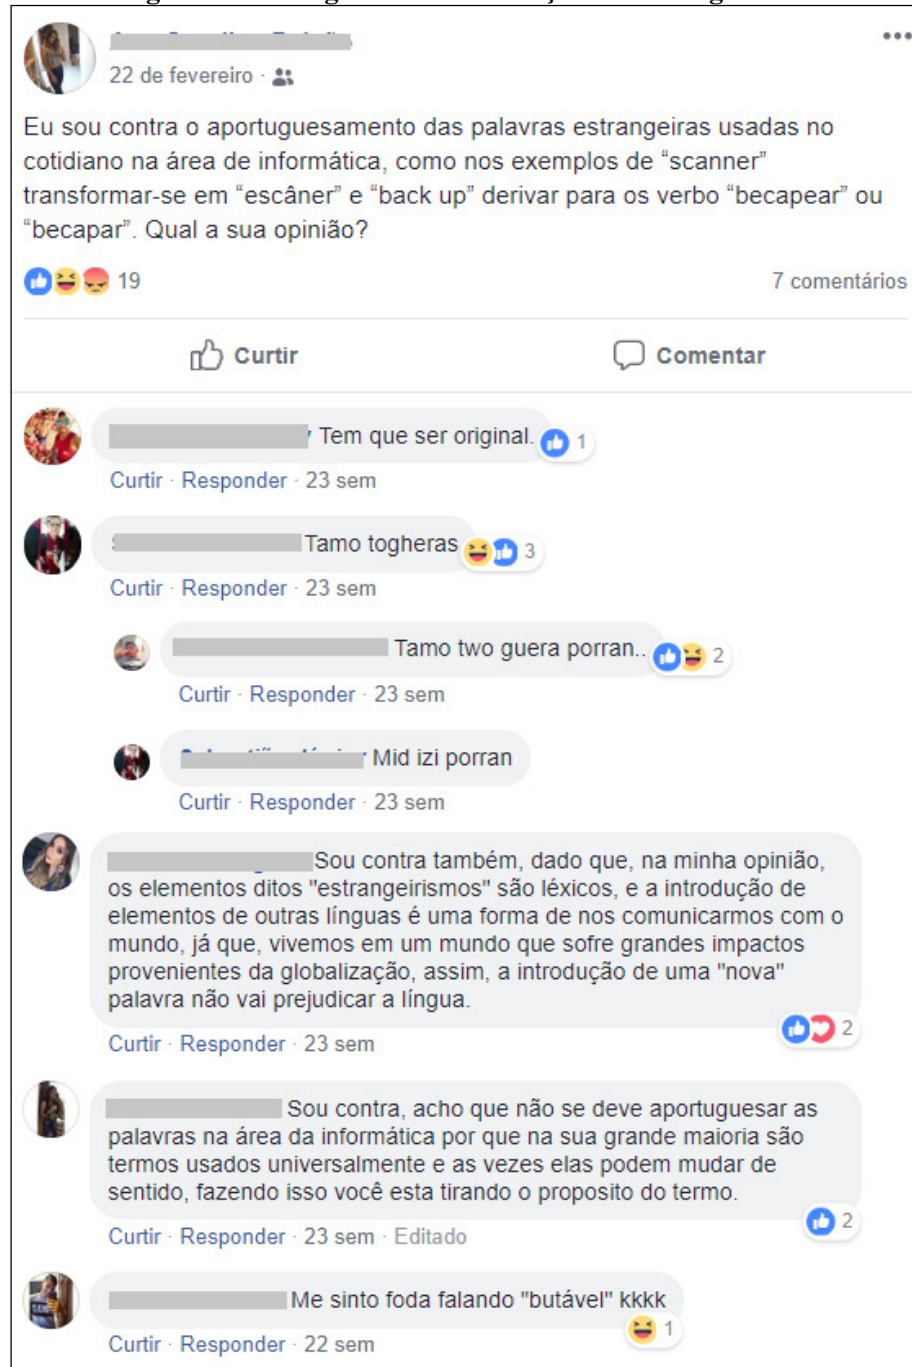 22 de fevereiro ·
Eu sou contra o aportuguesamento das palavras estrangeiras usadas no
cotidiano na área de informática, como nos exemplos de “scanner”
transformar-se em “escâner” e “back up” derivar para os verbo “becapear” ou
“becapar”. Qual a sua opinião?
19
7 comentários
Curtir
Comentar
Tem que ser original.
1
Curtir · Responder · 23 sem
Tamo togheras
3
Curtir · Responder · 23 sem
Tamo two guera porran..
2
Curtir · Responder · 23 sem
Mid izi porran
Curtir · Responder · 23 sem
Sou contra também, dado que, na minha opinião,
os elementos ditos "estrangeirismos" são léxicos, e a introdução de
elementos de outras línguas é uma forma de nos comunicarmos com o
mundo, já que, vivemos em um mundo que sofre grandes impactos
provenientes da globalização, assim, a introdução de uma "nova"
palavra não vai prejudicar a língua.
2
Curtir · Responder · 23 sem
Sou contra, acho que não se deve aportuguesar as
palavras na área da informática por que na sua grande maioria são
termos usados universalmente e as vezes elas podem mudar de
sentido, fazendo isso você esta tirando o proposito do termo.
2
Curtir · Responder · 23 sem · Editado
Me sinto foda falando "butável" kkkk
1
Curtir · Responder · 22 sem